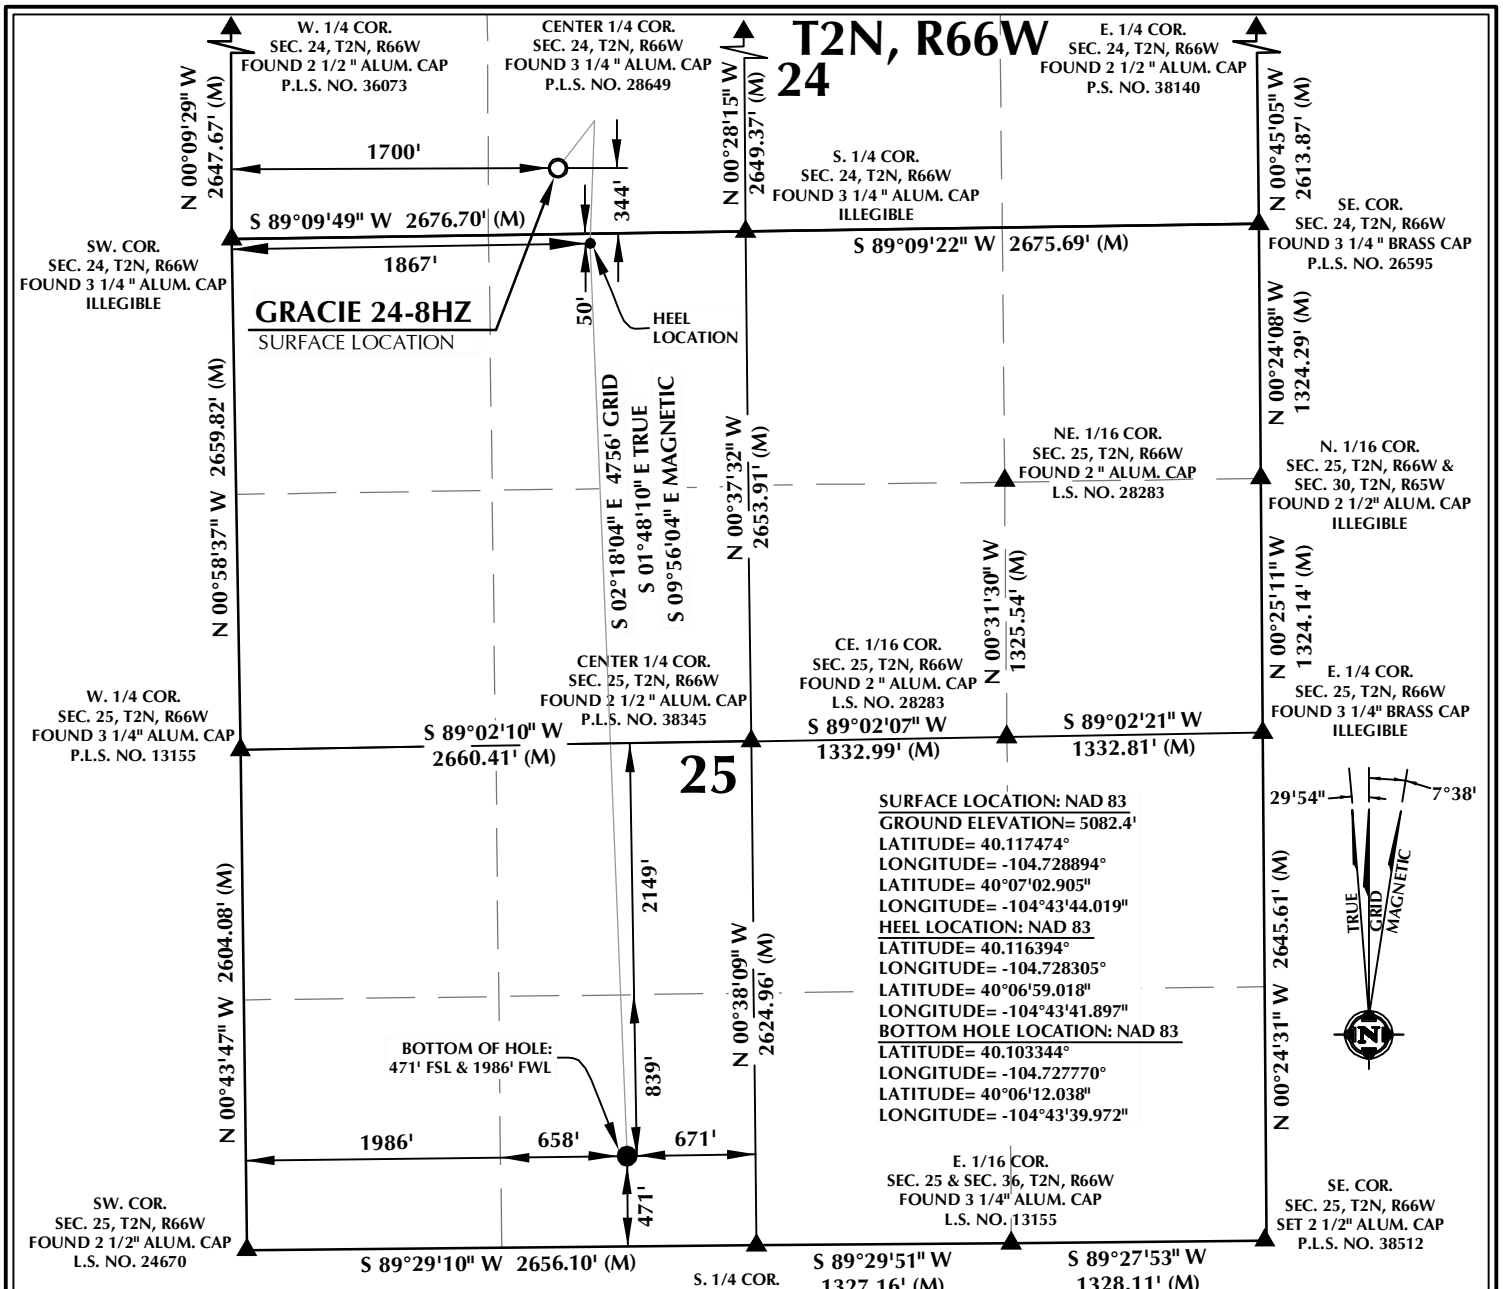 W. 1/4 COR.
SEC. 24, T2N, R66W
FOUND 2 1/2 " ALUM. CAP
P.L.S. NO. 36073
CENTER 1/4 COR.
SEC. 24, T2N, R66W
FOUND 3 1/4 " ALUM. CAP
P.L.S. NO. 28649
T2N, R66W
24
E. 1/4 COR.
SEC. 24, T2N, R66W
FOUND 2 1/2 " ALUM. CAP
P.S. NO. 38140
N 00°09'29" W
2647.67' (M)
N 00°28'15" W
2649.37' (M)
N 00°45'05" W
2613.87' (M)
1700'
344'
S. 1/4 COR.
SEC. 24, T2N, R66W
FOUND 3 1/4 " ALUM. CAP
ILLEGIBLE
S 89°09'49" W 2676.70' (M)
S 89°09'22" W 2675.69' (M)
SE. COR.
SEC. 24, T2N, R66W
FOUND 3 1/4 " BRASS CAP
P.L.S. NO. 26595
SW. COR.
SEC. 24, T2N, R66W
FOUND 3 1/4 " ALUM. CAP
ILLEGIBLE
1867'
50'
GRACIE 24-8HZ
SURFACE LOCATION
HEEL
LOCATION
N 00°58'37" W 2659.82' (M)
S 02°18'04" E 4756' GRID
S 01°48'10" E TRUE
S 09°56'04" E MAGNETIC
N 00°37'32" W
2653.91' (M)
N 00°24'08" W
1324.29' (M)
NE. 1/16 COR.
SEC. 25, T2N, R66W
FOUND 2 " ALUM. CAP
L.S. NO. 28283
N. 1/16 COR.
SEC. 25, T2N, R66W &
SEC. 30, T2N, R65W
FOUND 2 1/2" ALUM. CAP
ILLEGIBLE
N 00°31'30" W
1325.54' (M)
N 00°25'11" W
1324.14' (M)
W. 1/4 COR.
SEC. 25, T2N, R66W
FOUND 3 1/4" ALUM. CAP
P.L.S. NO. 13155
CENTER 1/4 COR.
SEC. 25, T2N, R66W
FOUND 2 1/2 " ALUM. CAP
P.L.S. NO. 38345
CE. 1/16 COR.
SEC. 25, T2N, R66W
FOUND 2 " ALUM. CAP
L.S. NO. 28283
E. 1/4 COR.
SEC. 25, T2N, R66W
FOUND 3 1/4" BRASS CAP
ILLEGIBLE
S 89°02'10" W
2660.41' (M)
S 89°02'07" W
1332.99' (M)
S 89°02'21" W
1332.81' (M)
25
29'54"
7°38'
TRUE
GRID
MAGNETIC
N
SURFACE LOCATION: NAD 83
GROUND ELEVATION= 5082.4'
LATITUDE= 40.117474°
LONGITUDE= -104.728894°
LATITUDE= 40°07'02.905"
LONGITUDE= -104°43'44.019"
HEEL LOCATION: NAD 83
LATITUDE= 40.116394°
LONGITUDE= -104.728305°
LATITUDE= 40°06'59.018"
LONGITUDE= -104°43'41.897"
BOTTOM HOLE LOCATION: NAD 83
LATITUDE= 40.103344°
LONGITUDE= -104.727770°
LATITUDE= 40°06'12.038"
LONGITUDE= -104°43'39.972"
N 00°43'47" W 2604.08' (M)
2149'
839'
N 00°38'09" W
2624.96' (M)
N 00°24'31" W 2645.61' (M)
BOTTOM OF HOLE:
471' FSL & 1986' FWL
1986'
658'
671'
471'
SW. COR.
SEC. 25, T2N, R66W
FOUND 2 1/2" ALUM. CAP
L.S. NO. 24670
E. 1/16 COR.
SEC. 25 & SEC. 36, T2N, R66W
FOUND 3 1/4" ALUM. CAP
L.S. NO. 13155
SE. COR.
SEC. 25, T2N, R66W
SET 2 1/2" ALUM. CAP
P.L.S. NO. 38512
S 89°29'10" W 2656.10' (M)
S. 1/4 COR.
S 89°29'51" W
1327.16' (M)
S 89°27'53" W
1328.11' (M)